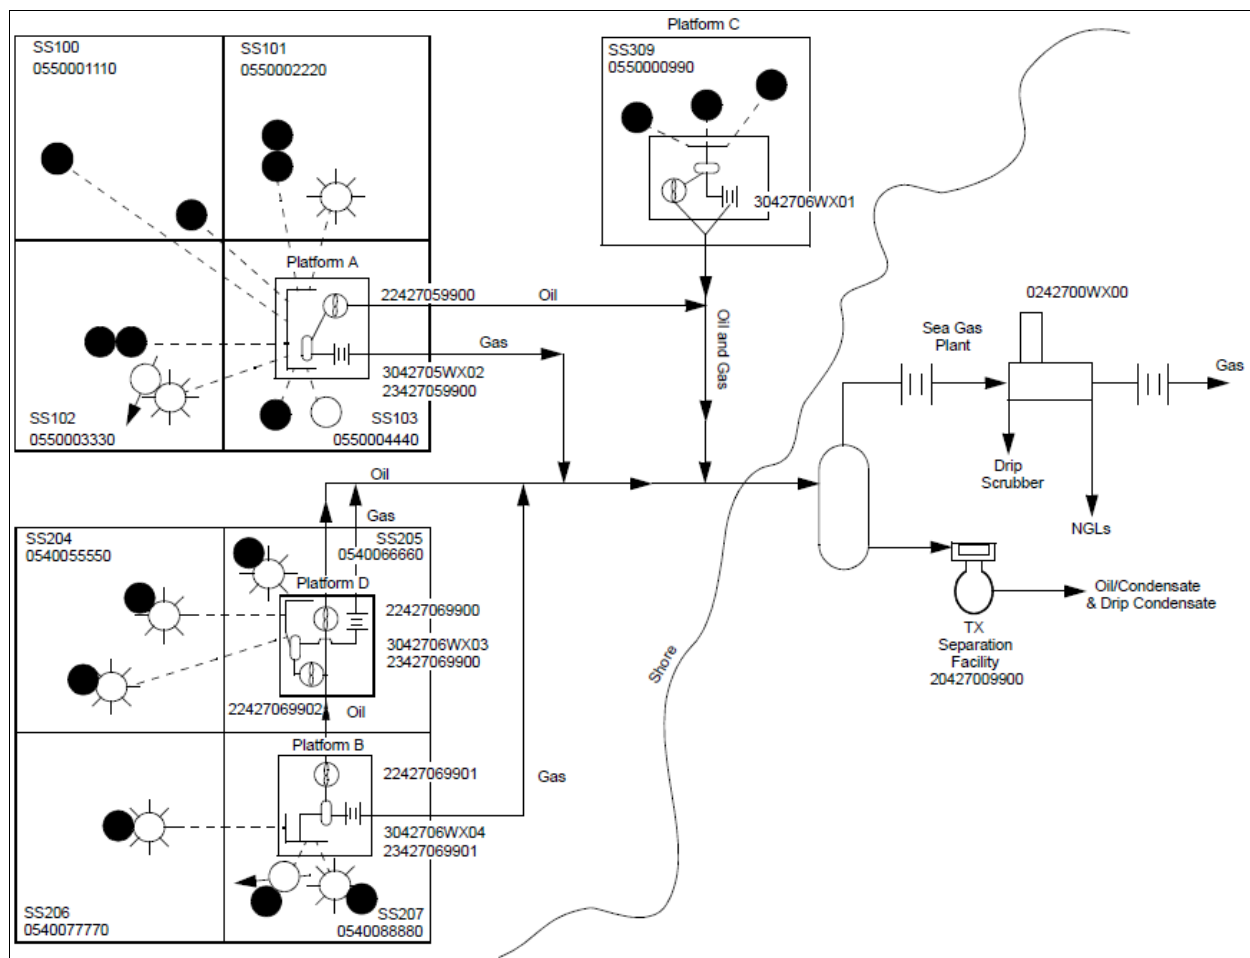 Platform C
SS100
0550001110
SS101
0550002220
SS309
0550000990
3042706WX01
Platform A
22427059900
Oil
Gas
3042705WX02
23427059900
SS102
0550003330
SS103
0550004440
Oil and Gas
0242700WX00
Sea Gas
Plant
Gas
Drip
Scrubber
NGLs
Oil
Gas
SS204
0540055550
SS205
0540066660
Platform D
22427069900
3042706WX03
23427069900
22427069902
Oil
Oil/Condensate
& Drip Condensate
TX
Separation
Facility
20427009900
Shore
Platform B
22427069901
Gas
3042706WX04
23427069901
SS206
0540077770
SS207
0540088880